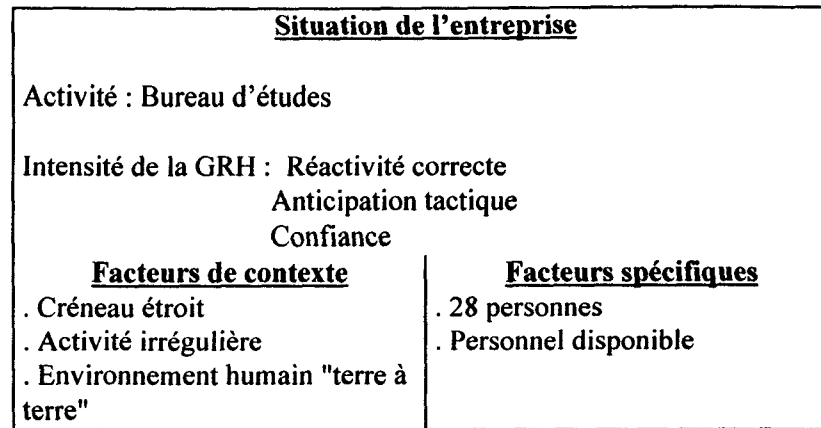 Situation de l'entreprise
Activité : Bureau d'études
Intensité de la GRH : Réactivité correcte
Anticipation tactique
Confiance
Facteurs de contexte
. Créneau étroit
. Activité irrégulière
. Environnement humain "terre à
terre"
Facteurs spécifiques
. 28 personnes
. Personnel disponible